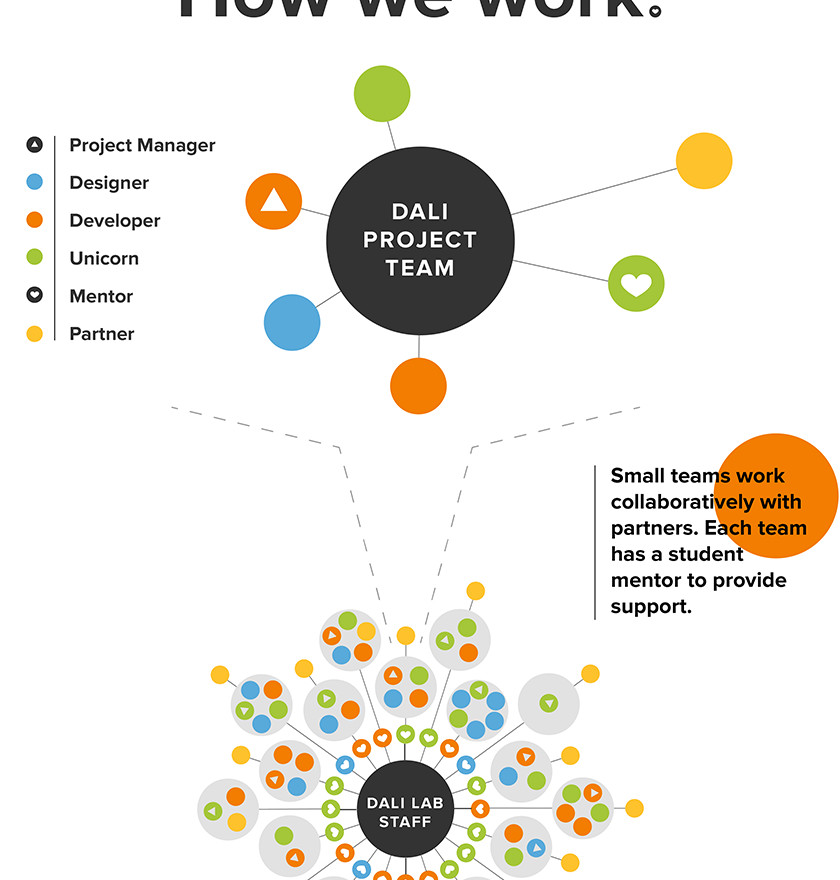 How we work.
Project Manager
Designer
Developer
Unicorn
Mentor
Partner
DALI
PROJECT
TEAM
Small teams work
collaboratively with
partners. Each team
has a student
mentor to provide
support.
DALI LAB
STAFF